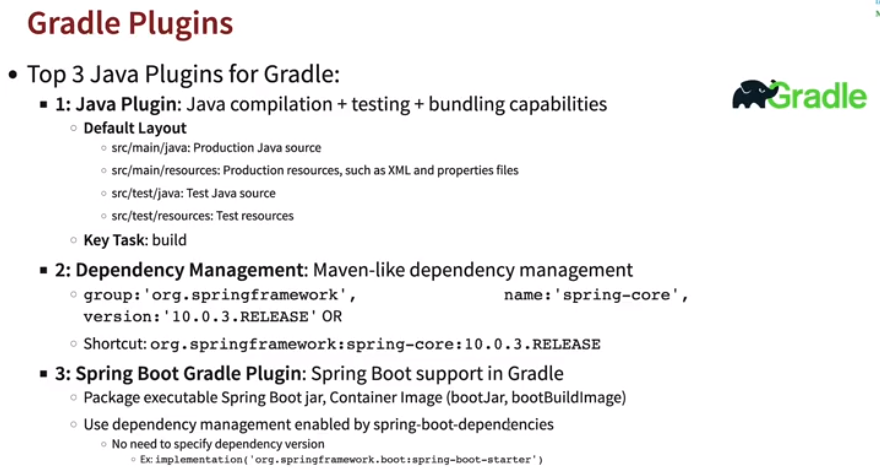 Gradle Plugins
Top 3 Java Plugins for Gradle:
1: Java Plugin: Java compilation + testing + bundling capabilities
Default Layout
src/main/java: Production Java source
src/main/resources: Production resources, such as XML and properties files
src/test/java: Test Java source
src/test/resources: Test resources
Key Task: build
2: Dependency Management: Maven-like dependency management
group:'org.springframework', name:'spring-core',
version:'10.0.3.RELEASE' OR
Shortcut: org.springframework:spring-core:10.0.3.RELEASE
3: Spring Boot Gradle Plugin: Spring Boot support in Gradle
Package executable Spring Boot jar, Container Image (bootJar, bootBuildImage)
Use dependency management enabled by spring-boot-dependencies
No need to specify dependency version
Ex: implementation('org.springframework.boot:spring-boot-starter')
Gradle